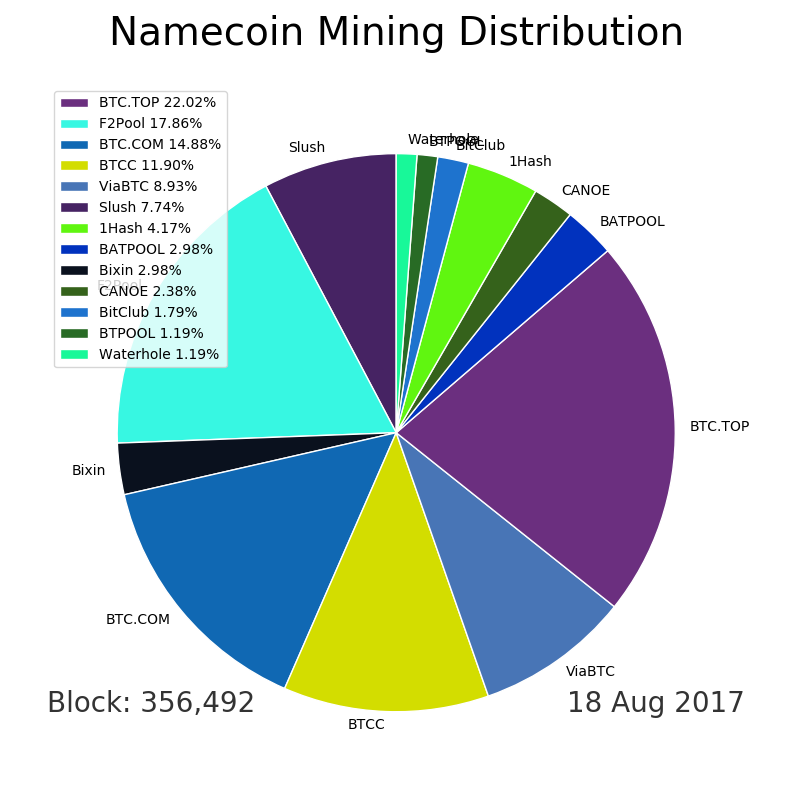 Namecoin Mining Distribution
BTC.TOP 22.02%
F2Pool 17.86%
BTC.COM 14.88%
BTCC 11.90%
ViaBTC 8.93%
Slush 7.74%
1Hash 4.17%
BATPOOL 2.98%
Bixin 2.98%
CANOE 2.38%
BitClub 1.79%
BTPOOL 1.19%
Waterhole 1.19%
Slush
Waterhole
BTPOOL
BitClub
1Hash
CANOE
BATPOOL
F2Pool
BTC.TOP
Bixin
BTC.COM
ViaBTC
BTCC
Block: 356,492
18 Aug 2017